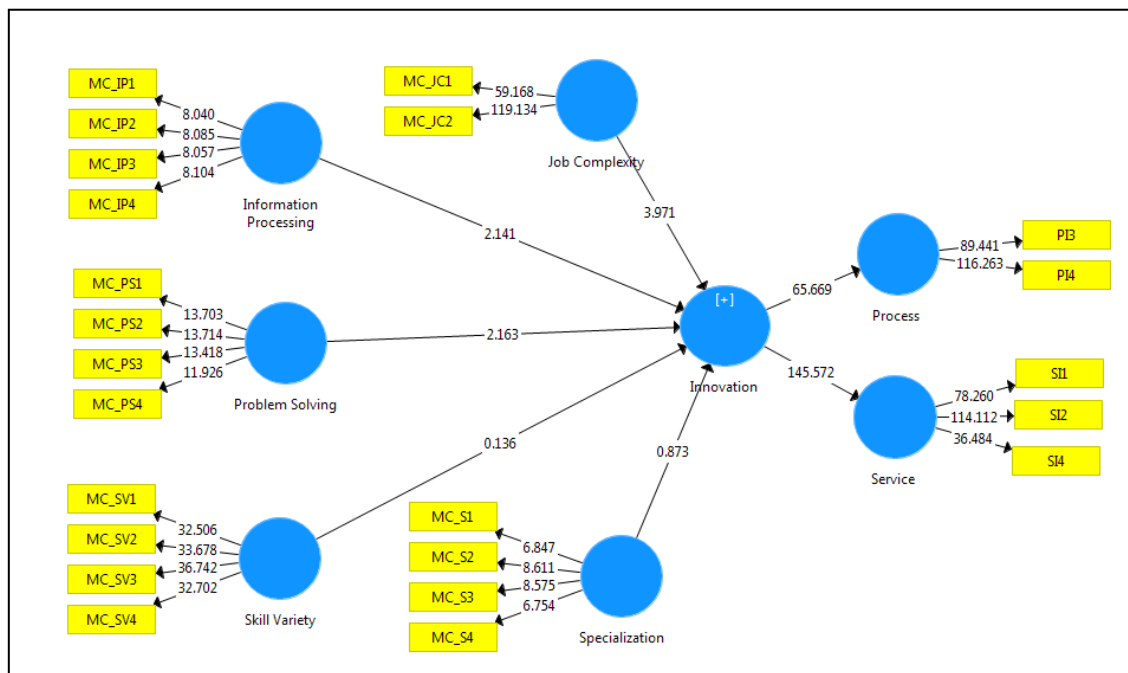 MC_IP1
MC_IP2
MC_IP3
MC_IP4
8.040
8.085
8.057
8.104
Information
Processing
MC_JC1
MC_JC2
59.168
119.134
Job Complexity
2.141
3.971
MC_PS1
MC_PS2
MC_PS3
MC_PS4
13.703
13.714
13.418
11.926
Problem Solving
2.163
[+]
Innovation
65.669
145.572
Process
89.441
116.263
PI3
PI4
Service
78.260
114.112
36.484
SI1
SI2
SI4
MC_SV1
MC_SV2
MC_SV3
MC_SV4
32.506
33.678
36.742
32.702
Skill Variety
0.136
0.873
MC_S1
MC_S2
MC_S3
MC_S4
6.847
8.611
8.575
6.754
Specialization